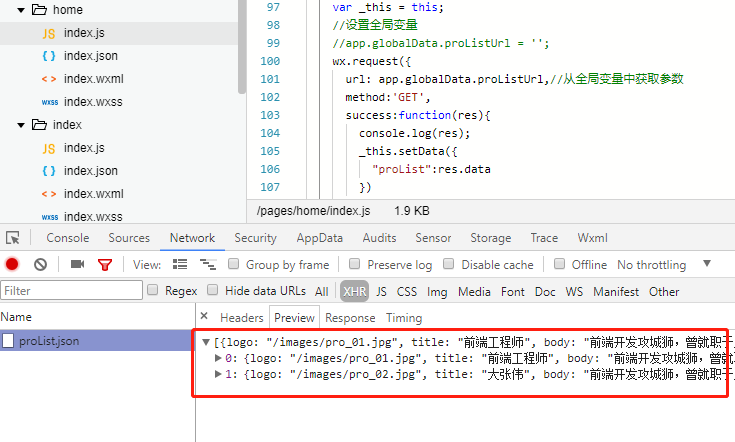 home
JS index.js
{ } index.json
< > index.wxml
WXSS index.wxss
index
JS index.js
{ } index.json
< > index.wxml
WXSS index.wxss
97 var _this = this;
98 //设置全局变量
99 //app.globalData.proListUrl = '';
100 wx.request({
101 url: app.globalData.proListUrl,//从全局变量中获取参数
102 method:'GET',
103 success:function(res){
104 console.log(res);
105 _this.setData({
106 "proList":res.data
107 })
/pages/home/index.js 1.9 KB
Console Sources Network Security AppData Audits Sensor Storage Trace Wxml
View: Group by frame Preserve log Disable cache Offline No throttling
Filter Regex Hide data URLs All XHR JS CSS Img Media Font Doc WS Manifest Other
Name × Headers Preview Response Timing
proList.json
[{logo: "/images/pro_01.jpg", title: "前端工程师", body: "前端开发攻城狮，曾就职于
0: {logo: "/images/pro_01.jpg", title: "前端工程师", body: "前端开发攻城狮，曾就职
1: {logo: "/images/pro_02.jpg", title: "大张伟", body: "前端开发攻城狮，曾就职于